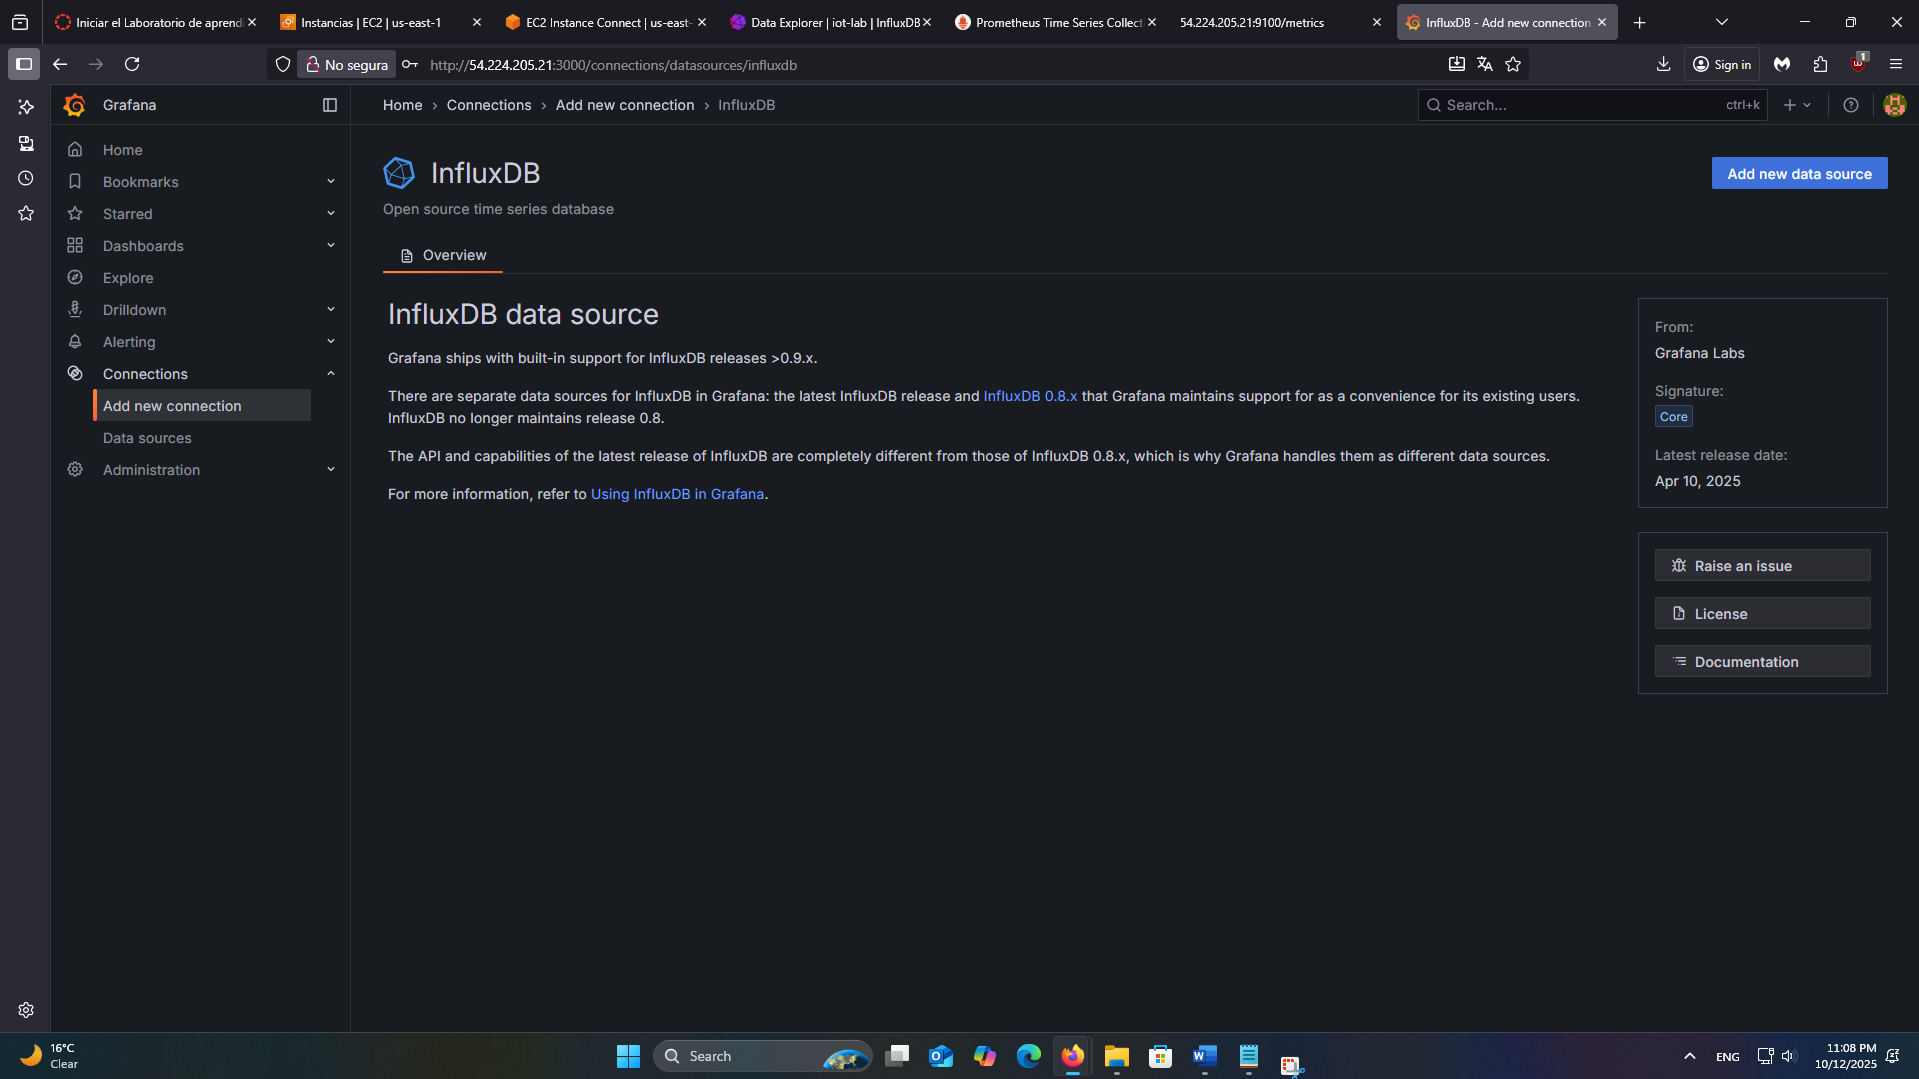 Iniciar el Laboratorio de aprend
Instancias | EC2 | us-east-1
EC2 Instance Connect | us-east-
Data Explorer | iot-lab | InfluxDB
Prometheus Time Series Collect
54.224.205.21:9100/metrics
InfluxDB - Add new connection
No segura
http://54.224.205.21:3000/connections/datasources/influxdb
Sign in
1
Grafana
Home › Connections › Add new connection › InfluxDB
Search...
ctrl+k
Home
Bookmarks
Starred
Dashboards
Explore
Drilldown
Alerting
Connections
Add new connection
Data sources
Administration
InfluxDB
Add new data source
Open source time series database
Overview
InfluxDB data source
Grafana ships with built-in support for InfluxDB releases >0.9.x.
There are separate data sources for InfluxDB in Grafana: the latest InfluxDB release and InfluxDB 0.8.x that Grafana maintains support for as a convenience for its existing users.
InfluxDB no longer maintains release 0.8.
The API and capabilities of the latest release of InfluxDB are completely different from those of InfluxDB 0.8.x, which is why Grafana handles them as different data sources.
For more information, refer to Using InfluxDB in Grafana.
From:
Grafana Labs
Signature:
Core
Latest release date:
Apr 10, 2025
Raise an issue
License
Documentation
16°C
Clear
Search
ENG
11:08 PM
10/12/2025